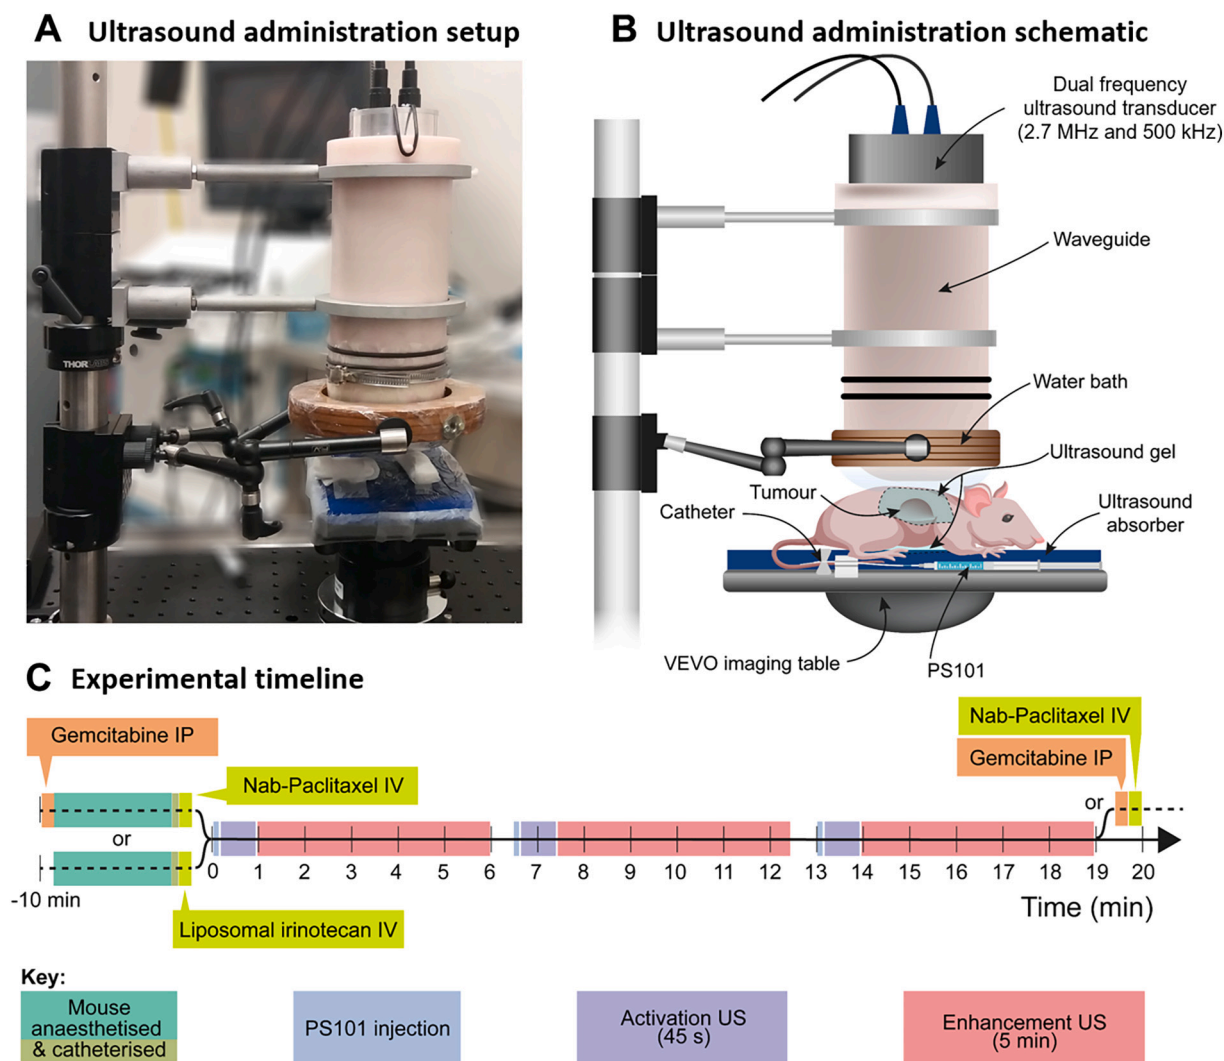 A Ultrasound administration setup
THORLABS
B Ultrasound administration schematic
Dual frequency
ultrasound transducer
(2.7 MHz and 500 kHz)
Waveguide
Water bath
Ultrasound gel
Tumour
Catheter
Ultrasound
absorber
VEVO imaging table
PS101
C Experimental timeline
Gemcitabine IP
Nab-Paclitaxel IV
or
-10 min
Liposomal irinotecan IV
Nab-Paclitaxel IV
Gemcitabine IP
or
0 1 2 3 4 5 6 7 8 9 10 11 12 13 14 15 16 17 18 19 20
Time (min)
Key:
Mouse
anaesthetised
& catheterised
PS101 injection
Activation US
(45 s)
Enhancement US
(5 min)